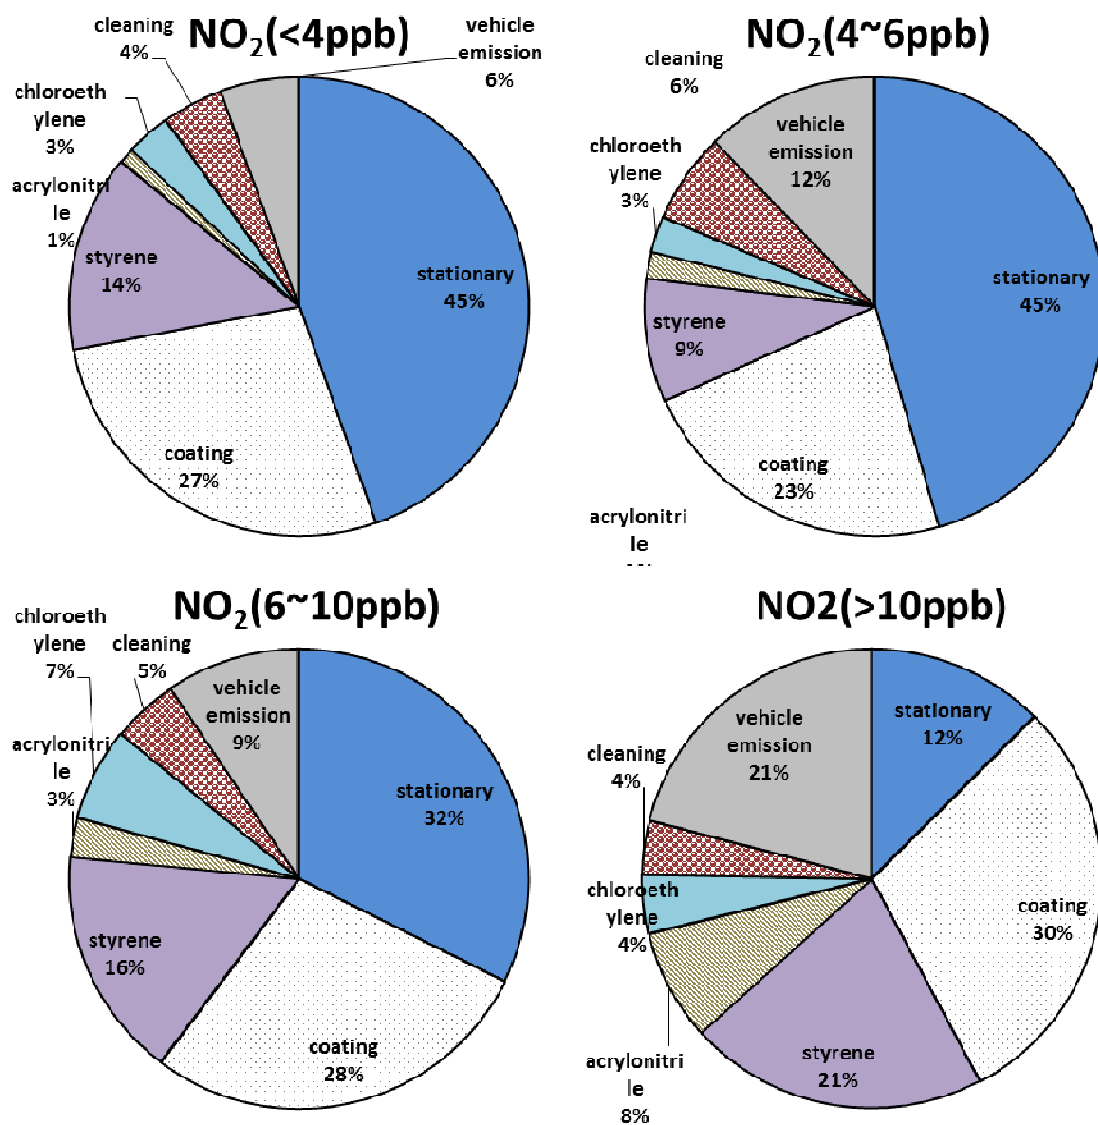 NO₂(<4ppb)
cleaning
4%
vehicle
emission
6%
chloroeth
ylene
3%
acrylonitri
le
1%
styrene
14%
stationary
45%
coating
27%
NO₂(4~6ppb)
cleaning
6%
vehicle
emission
12%
chloroeth
ylene
3%
stationary
45%
styrene
9%
coating
23%
acrylonitri
le
NO₂(6~10ppb)
chloroeth
ylene
7%
cleaning
5%
vehicle
emission
9%
acrylonitri
le
3%
stationary
32%
styrene
16%
coating
28%
NO2(>10ppb)
stationary
12%
vehicle
emission
21%
cleaning
4%
chloroeth
ylene
4%
coating
30%
styrene
21%
acrylonitri
le
8%